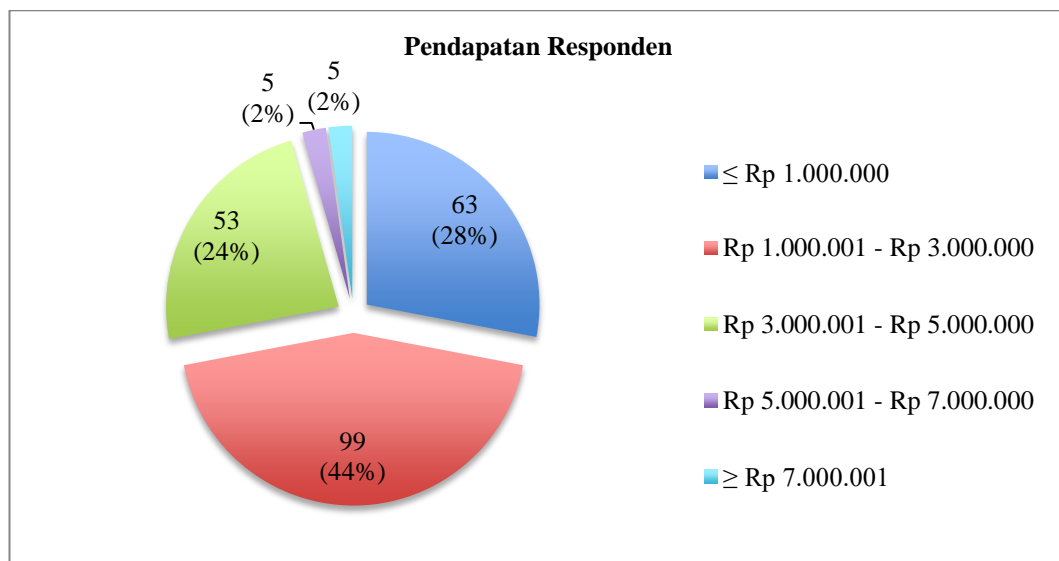 Pendapatan Responden
5
(2%)
5
(2%)
63
(28%)
53
(24%)
99
(44%)
≤ Rp 1.000.000
Rp 1.000.001 - Rp 3.000.000
Rp 3.000.001 - Rp 5.000.000
Rp 5.000.001 - Rp 7.000.000
≥ Rp 7.000.001